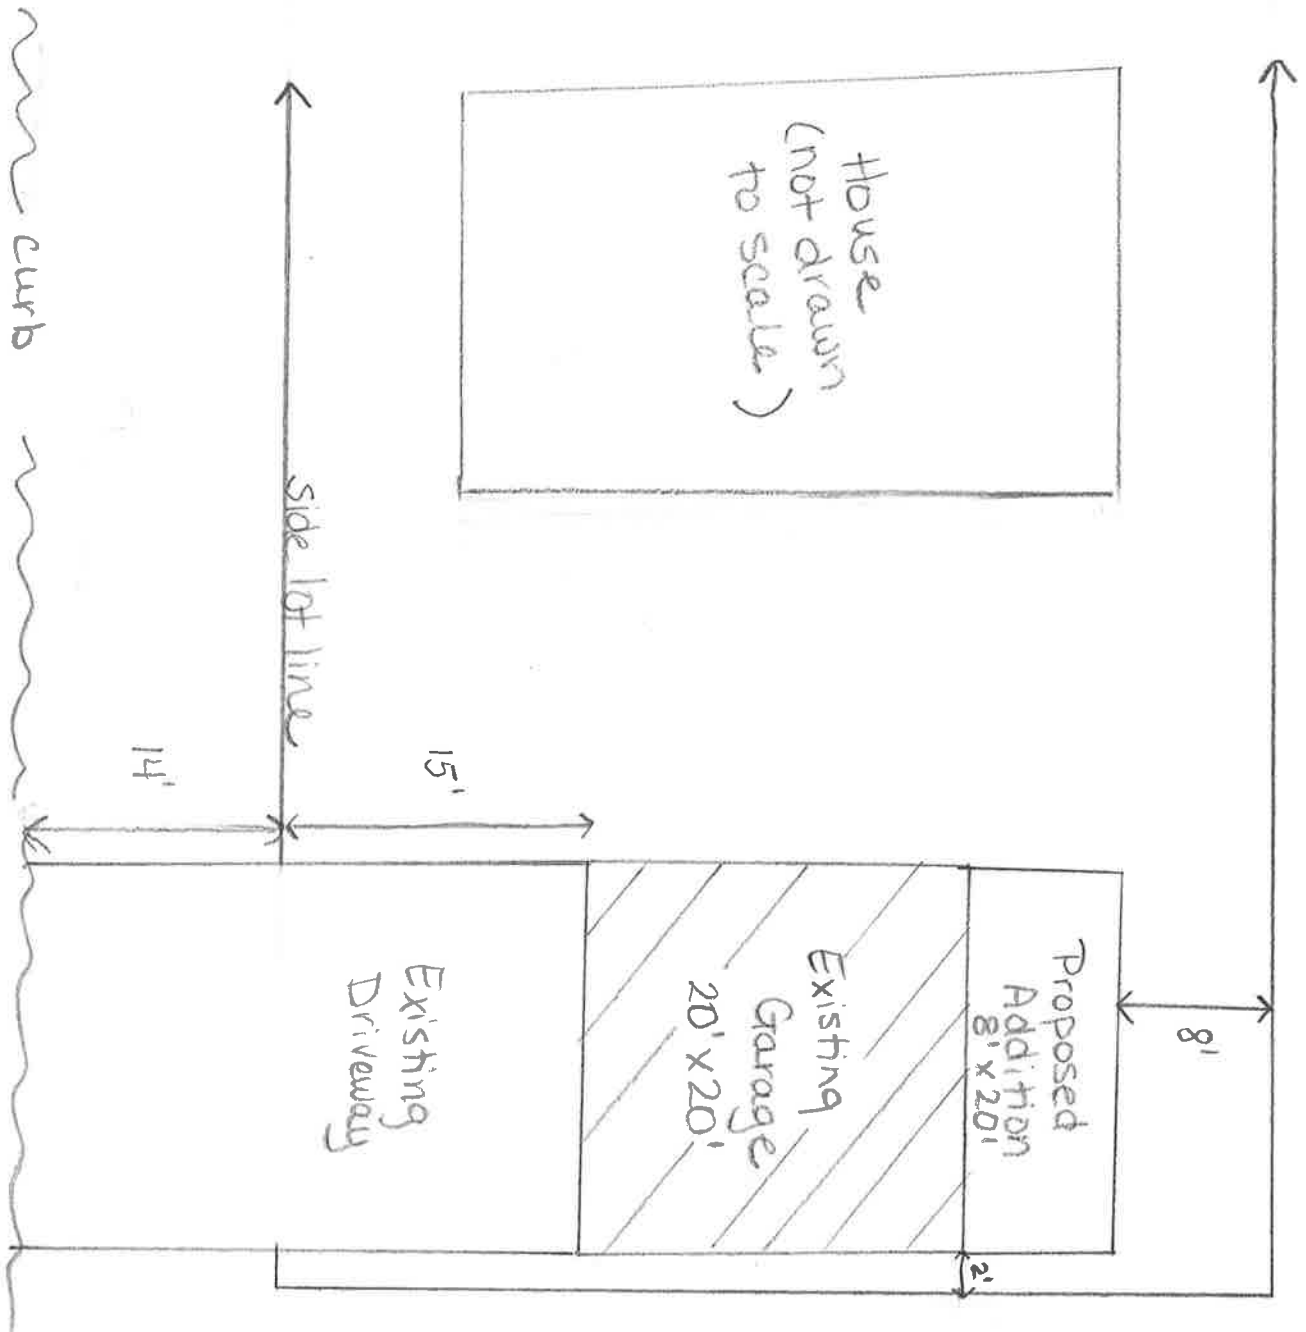 House
(not drawn
to scale)
curb
side lot line
14'
15'
8'
Proposed
Addition
8' x 20'
Existing
Garage
20' x 20'
2'
Existing
Driveway